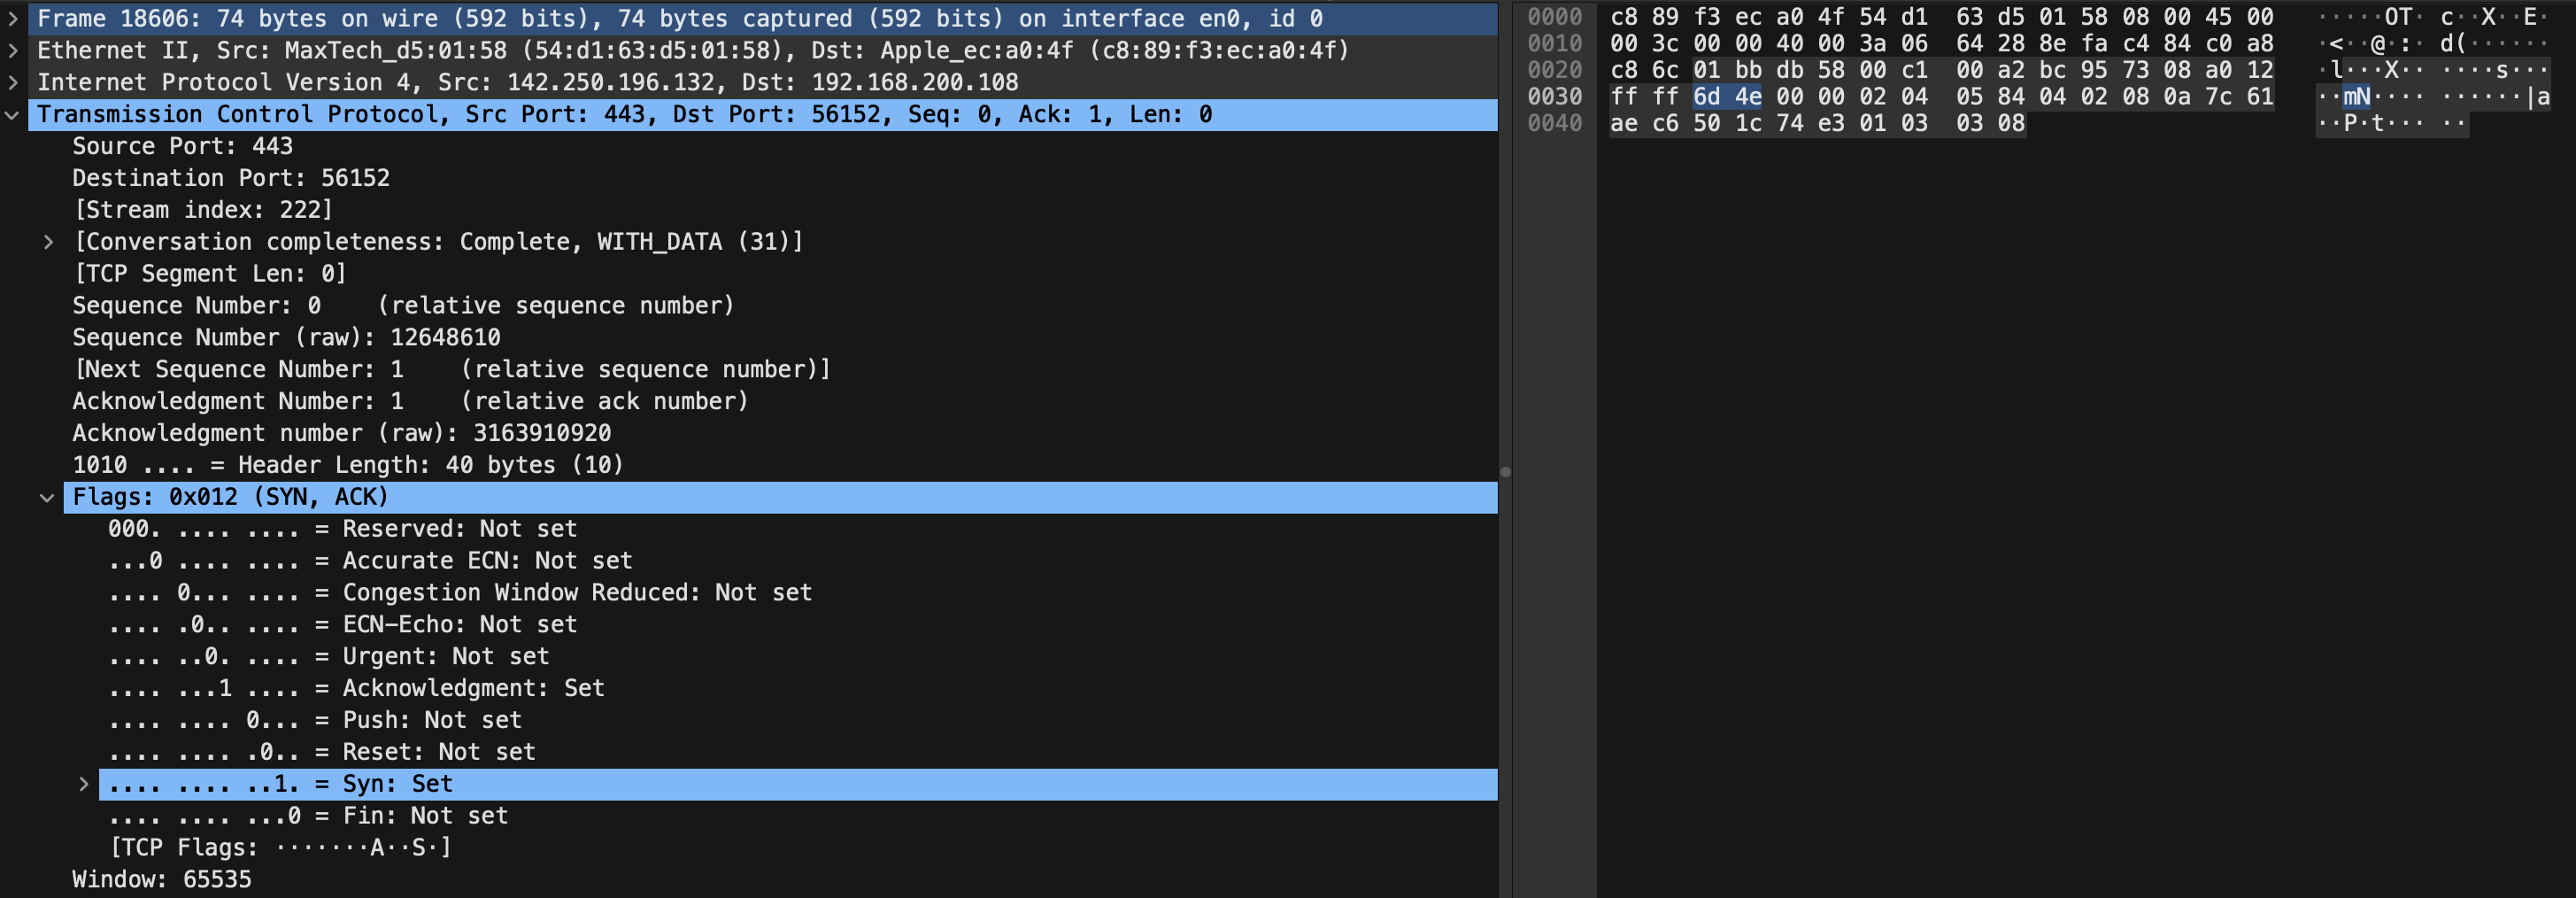 Frame 18606: 74 bytes on wire (592 bits), 74 bytes captured (592 bits) on interface en0, id 0
Ethernet II, Src: MaxTech_d5:01:58 (54:d1:63:d5:01:58), Dst: Apple_ec:a0:4f (c8:89:f3:ec:a0:4f)
Internet Protocol Version 4, Src: 142.250.196.132, Dst: 192.168.200.108
Transmission Control Protocol, Src Port: 443, Dst Port: 56152, Seq: 0, Ack: 1, Len: 0
Source Port: 443
Destination Port: 56152
[Stream index: 222]
[Conversation completeness: Complete, WITH_DATA (31)]
[TCP Segment Len: 0]
Sequence Number: 0    (relative sequence number)
Sequence Number (raw): 12648610
[Next Sequence Number: 1    (relative sequence number)]
Acknowledgment Number: 1    (relative ack number)
Acknowledgment number (raw): 3163910920
1010 .... = Header Length: 40 bytes (10)
Flags: 0x012 (SYN, ACK)
000. .... .... = Reserved: Not set
...0 .... .... = Accurate ECN: Not set
.... 0... .... = Congestion Window Reduced: Not set
.... .0.. .... = ECN-Echo: Not set
.... ..0. .... = Urgent: Not set
.... ...1 .... = Acknowledgment: Set
.... .... 0... = Push: Not set
.... .... .0.. = Reset: Not set
.... .... ..1. = Syn: Set
.... .... ...0 = Fin: Not set
[TCP Flags: ·······A··S·]
Window: 65535
0000 c8 89 f3 ec a0 4f 54 d1 63 d5 01 58 08 00 45 00 ·····OT· c··X··E·
0010 00 3c 00 00 40 00 3a 06 64 28 8e fa c4 84 c0 a8 ·<··@·:· d(······
0020 c8 6c 01 bb db 58 00 c1 00 a2 bc 95 73 08 a0 12 ·l···X·· ····s···
0030 ff ff 6d 4e 00 00 02 04 05 84 04 02 08 0a 7c 61 ··mN···· ······|a
0040 ae c6 50 1c 74 e3 01 03 03 08 ··P·t··· ··